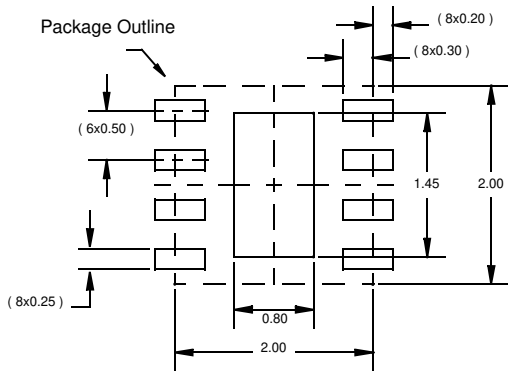 ( 8x0.20 )
Package Outline
( 8x0.30 )
( 6x0.50 )
1.45
2.00
( 8x0.25 )
0.80
2.00